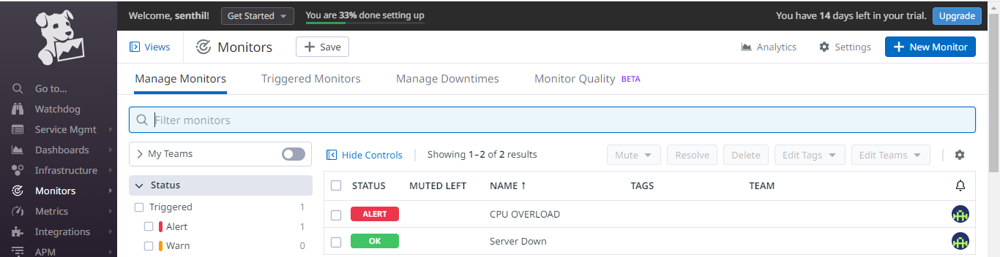 Welcome, senthil! Get Started You are 33% done setting up You have 14 days left in your trial. Upgrade
Views Monitors Save Analytics Settings New Monitor
Manage Monitors Triggered Monitors Manage Downtimes Monitor Quality BETA
Go to...
Watchdog
Service Mgmt
Dashboards
Infrastructure
Monitors
Metrics
Integrations
APM
Filter monitors
My Teams
Status
Triggered 1
Alert 1
Warn 0
Hide Controls Showing 1–2 of 2 results Mute Resolve Delete Edit Tags Edit Teams
STATUS MUTED LEFT NAME ↑ TAGS TEAM
ALERT CPU OVERLOAD
OK Server Down